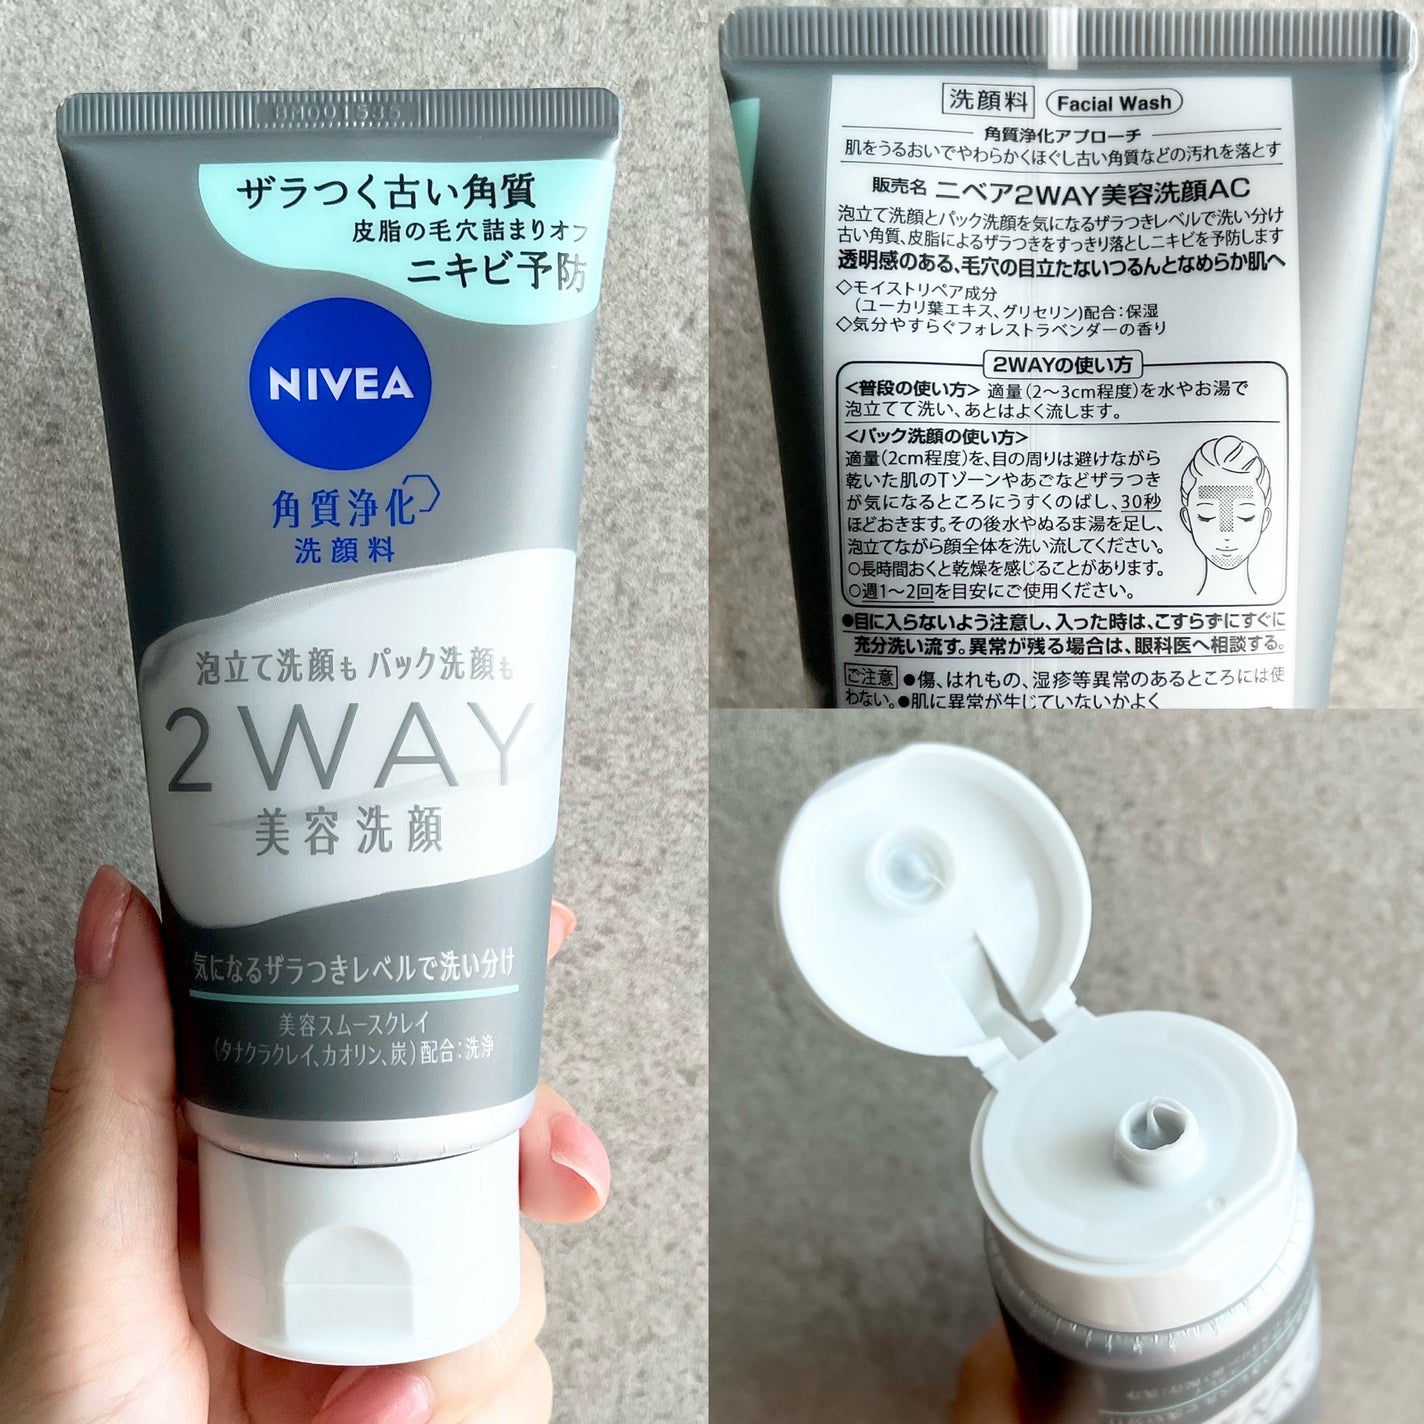 BM001535
ザラつく古い角質
皮脂の毛穴詰まりオフ
ニキビ予防
NIVEA
角質浄化
洗顔料
泡立て洗顔も パック洗顔も
2WAY
美容洗顔
気になるザラつきレベルで洗い分け
美容スムースクレイ
(タナクラクレイ、カオリン、炭)配合:洗浄
洗顔料 Facial Wash
角質浄化アプローチ
肌をうるおいでやわらかくほぐし古い角質などの汚れを落とす
販売名 ニベア2WAY美容洗顔AC
泡立て洗顔とパック洗顔を気になるザラつきレベルで洗い分け
古い角質、皮脂によるザラつきをすっきり落としニキビを予防します
透明感のある、毛穴の目立たないつるんとなめらか肌へ
◇モイストリペア成分
(ユーカリ葉エキス、グリセリン)配合:保湿
◇気分やすらぐフォレストラベンダーの香り
2WAYの使い方
<普段の使い方> 適量(2〜3cm程度)を水やお湯で
泡立てて洗い、あとはよく流します。
<パック洗顔の使い方>
適量(2cm程度)を、目の周りは避けながら
乾いた肌のTゾーンやあごなどザラつき
が気になるところにうすくのばし、30秒
ほどおきます。その後水やぬるま湯を足し、
泡立てながら顔全体を洗い流してください。
○長時間おくと乾燥を感じることがあります。
○週1〜2回を目安にご使用ください。
●目に入らないよう注意し、入った時は、こすらずにすぐに
充分洗い流す。異常が残る場合は、眼科医へ相談する。
ご注意 ●傷、はれもの、湿疹等異常のあるところには使
わない。●肌に異常が生じていないかよく